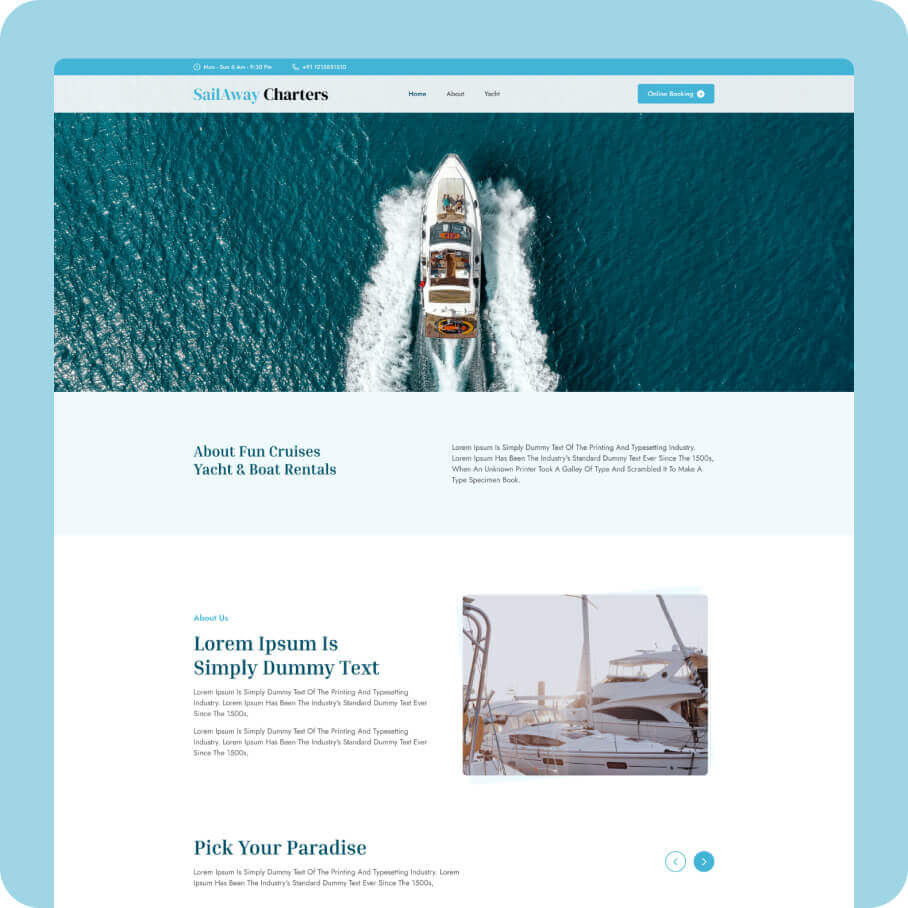 Mon - Sun 6 Am - 9:30 Pm +91 1215851510
SailAway Charters Home About Yacht Online Booking
About Fun Cruises
Yacht & Boat Rentals
Lorem Ipsum Is Simply Dummy Text Of The Printing And Typesetting Industry.
Lorem Ipsum Has Been The Industry's Standard Dummy Text Ever Since The 1500s,
When An Unknown Printer Took A Galley Of Type And Scrambled It To Make A
Type Specimen Book.
About Us
Lorem Ipsum Is
Simply Dummy Text
Lorem Ipsum Is Simply Dummy Text Of The Printing And Typesetting
Industry. Lorem Ipsum Has Been The Industry's Standard Dummy Text Ever
Since The 1500s,
Lorem Ipsum Is Simply Dummy Text Of The Printing And Typesetting
Industry. Lorem Ipsum Has Been The Industry's Standard Dummy Text Ever
Since The 1500s,
Pick Your Paradise
Lorem Ipsum Is Simply Dummy Text Of The Printing And Typesetting Industry. Lorem
Ipsum Has Been The Industry's Standard Dummy Text Ever Since The 1500s,